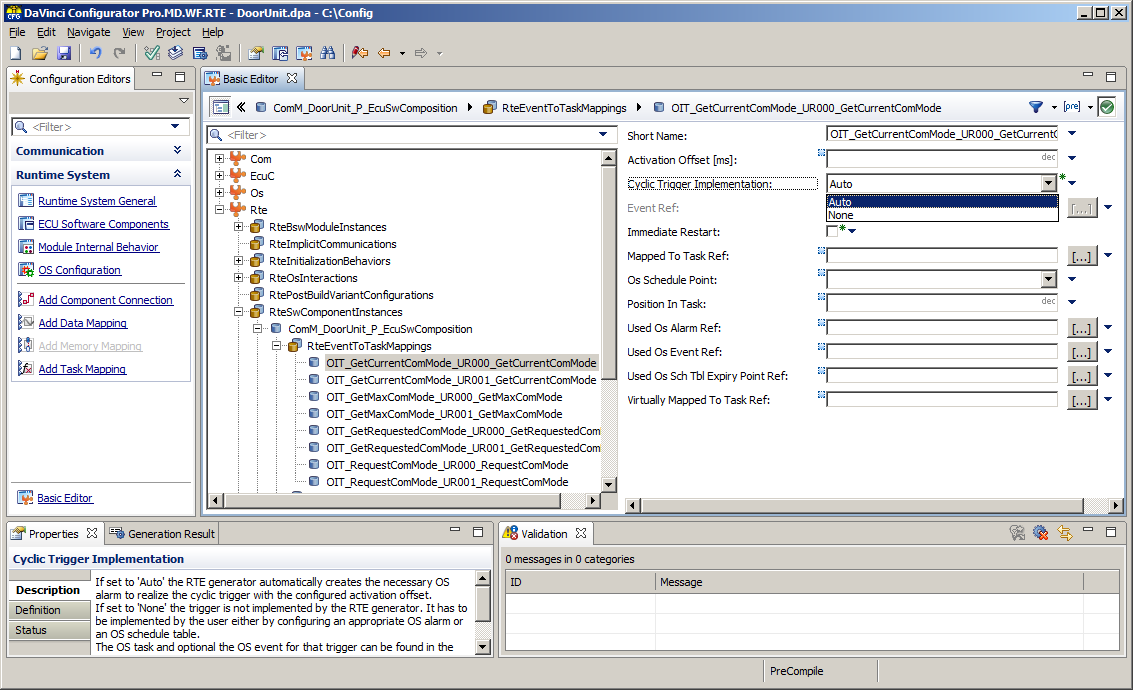 DaVinci Configurator Pro.MD.WF.RTE - DoorUnit.dpa - C:\Config
File Edit Navigate View Project Help
Configuration Editors
<Filter>
Communication
Runtime System
Runtime System General
ECU Software Components
Module Internal Behavior
OS Configuration
Add Component Connection
Add Data Mapping
Add Memory Mapping
Add Task Mapping
Basic Editor
Basic Editor
ComM_DoorUnit_P_EcuSwComposition RteEventToTaskMappings OIT_GetCurrentComMode_UR000_GetCurrentComMode
[pre]
<Filter>
Com
EcuC
Os
Rte
RteBswModuleInstances
RteImplicitCommunications
RteInitializationBehaviors
RteOsInteractions
RtePostBuildVariantConfigurations
RteSwComponentInstances
ComM_DoorUnit_P_EcuSwComposition
RteEventToTaskMappings
OIT_GetCurrentComMode_UR000_GetCurrentComMode
OIT_GetCurrentComMode_UR001_GetCurrentComMode
OIT_GetMaxComMode_UR000_GetMaxComMode
OIT_GetMaxComMode_UR001_GetMaxComMode
OIT_GetRequestedComMode_UR000_GetRequestedComl
OIT_GetRequestedComMode_UR001_GetRequestedComl
OIT_RequestComMode_UR000_RequestComMode
OIT_RequestComMode_UR001_RequestComMode
Short Name: OIT_GetCurrentComMode_UR000_GetCurrentC
Activation Offset [ms]: dec
Cyclic Trigger Implementation: Auto
Auto
None
Event Ref: [...]
Immediate Restart:
Mapped To Task Ref: [...]
Os Schedule Point:
Position In Task: dec
Used Os Alarm Ref: [...]
Used Os Event Ref: [...]
Used Os Sch Tbl Expiry Point Ref: [...]
Virtually Mapped To Task Ref: [...]
Properties Generation Result
Cyclic Trigger Implementation
Description
Definition
Status
If set to 'Auto' the RTE generator automatically creates the necessary OS
alarm to realize the cyclic trigger with the configured activation offset.
If set to 'None' the trigger is not implemented by the RTE generator. It has to
be implemented by the user either by configuring an appropriate OS alarm or
an OS schedule table.
The OS task and optional the OS event for that trigger can be found in the
Validation
0 messages in 0 categories
ID Message
PreCompile